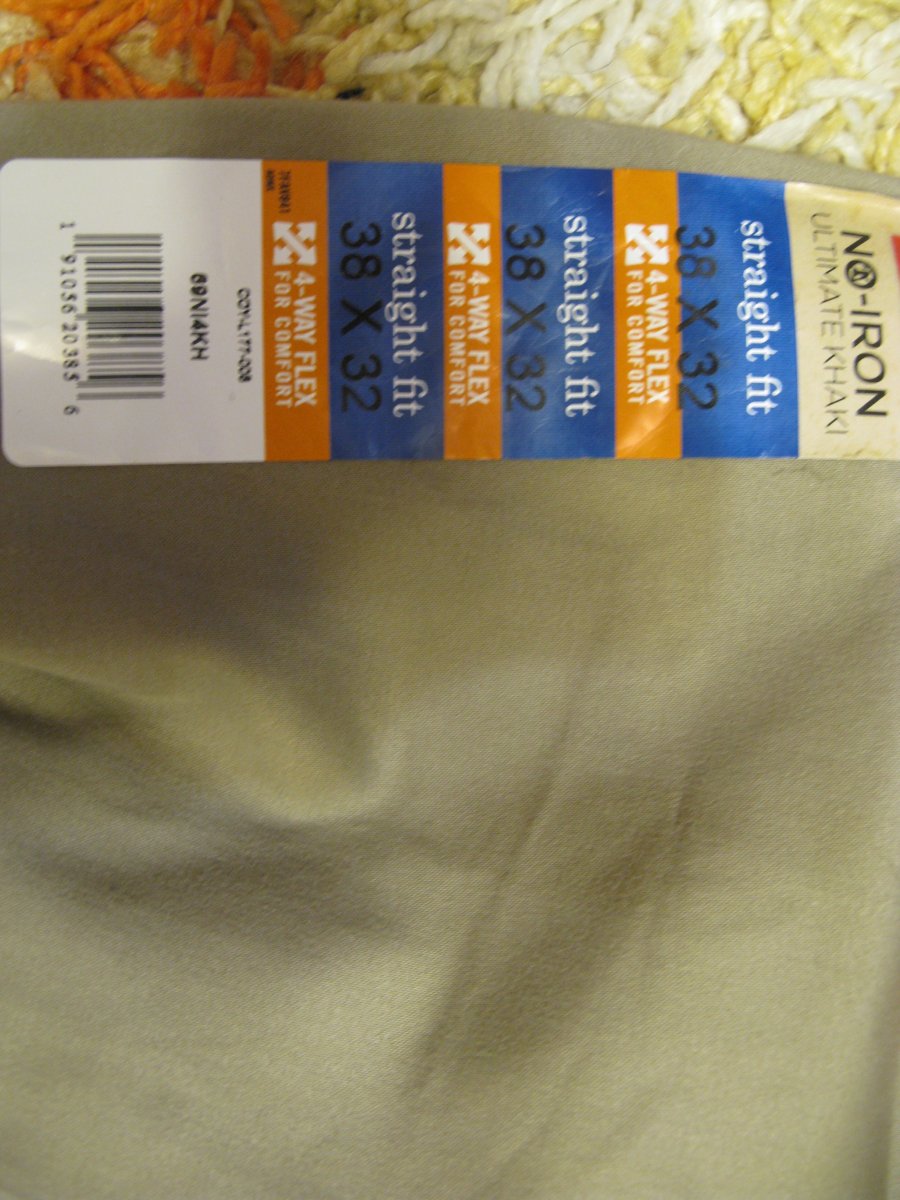 NO-IRON
ULTIMATE KHAKI
straight fit
38 X 32
4-WAY FLEX
FOR COMFORT
straight fit
38 X 32
4-WAY FLEX
FOR COMFORT
straight fit
38 X 32
4-WAY FLEX
FOR COMFORT
69NI4KH
1 91056 20385 6